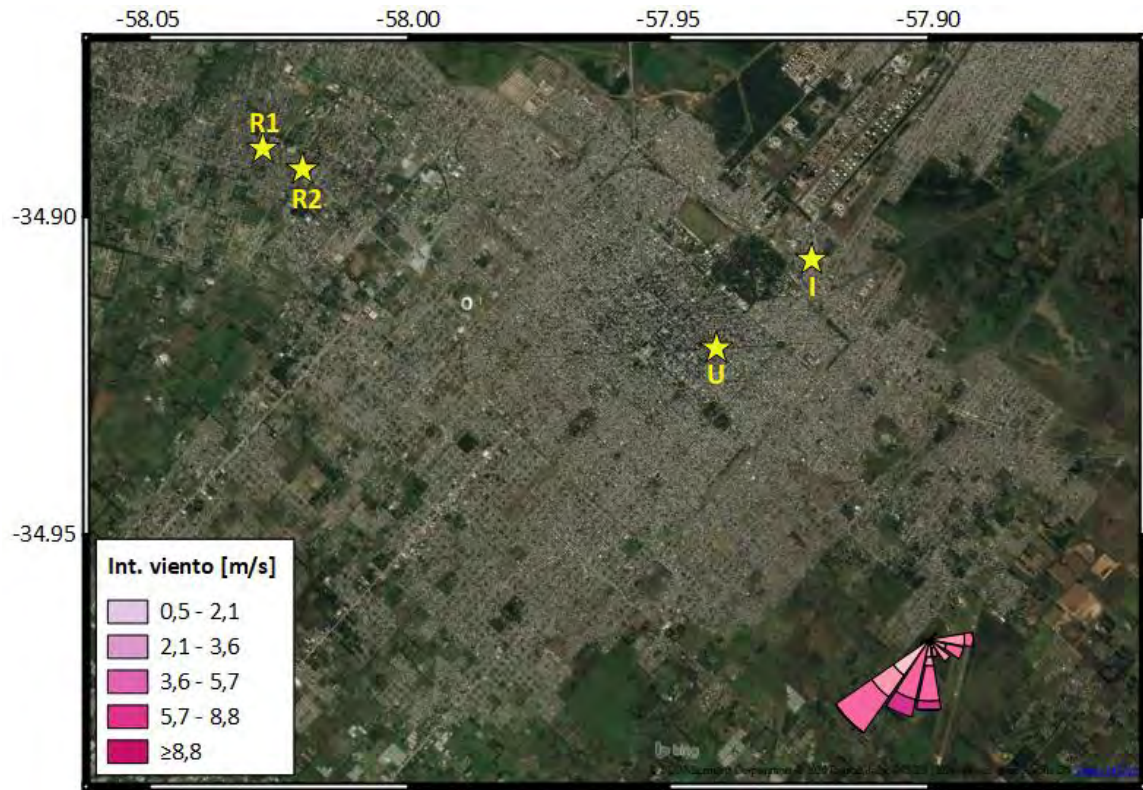 -58.05 -58.00 -57.95 -57.90
R1
R2
-34.90
I
U
-34.95
Int. viento [m/s]
0,5 - 2,1
2,1 - 3,6
3,6 - 5,7
5,7 - 8,8
≥8,8